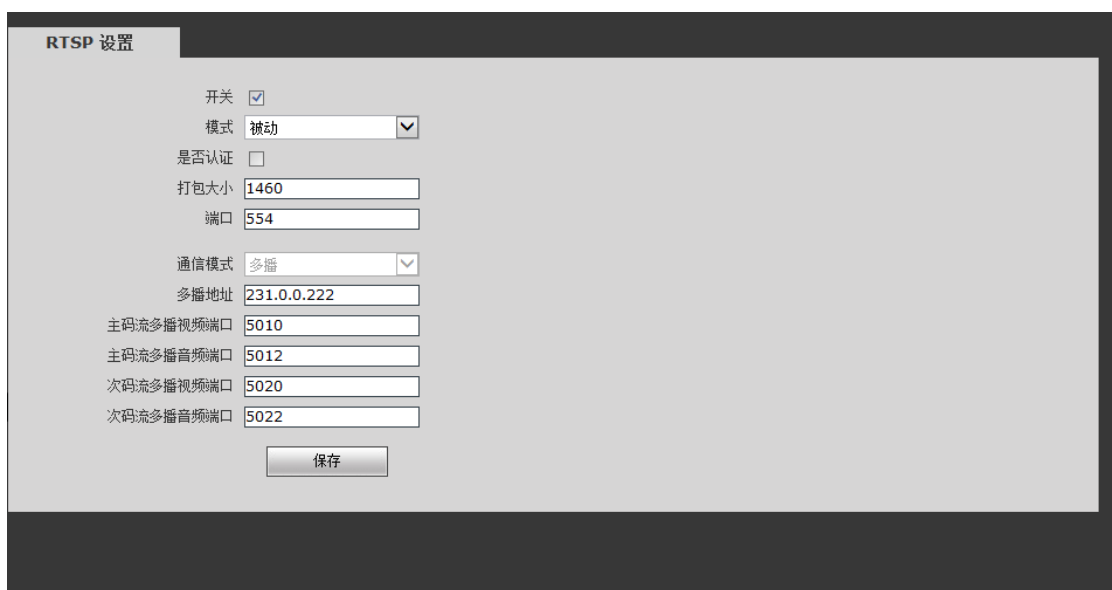 RTSP 设置
开关
模式 被动
是否认证
打包大小 1460
端口 554
通信模式 多播
多播地址 231.0.0.222
主码流多播视频端口 5010
主码流多播音频端口 5012
次码流多播视频端口 5020
次码流多播音频端口 5022
保存